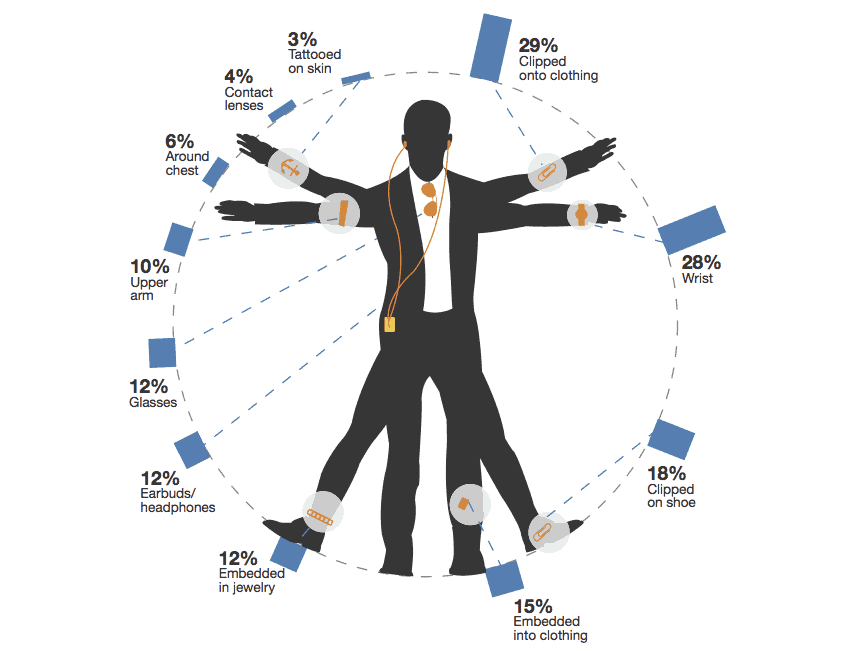 3%
Tattooed
on skin
29%
Clipped
onto clothing
4%
Contact
lenses
6%
Around
chest
10%
Upper
arm
28%
Wrist
12%
Glasses
12%
Earbuds/
headphones
18%
Clipped
on shoe
12%
Embedded
in jewelry
15%
Embedded
into clothing